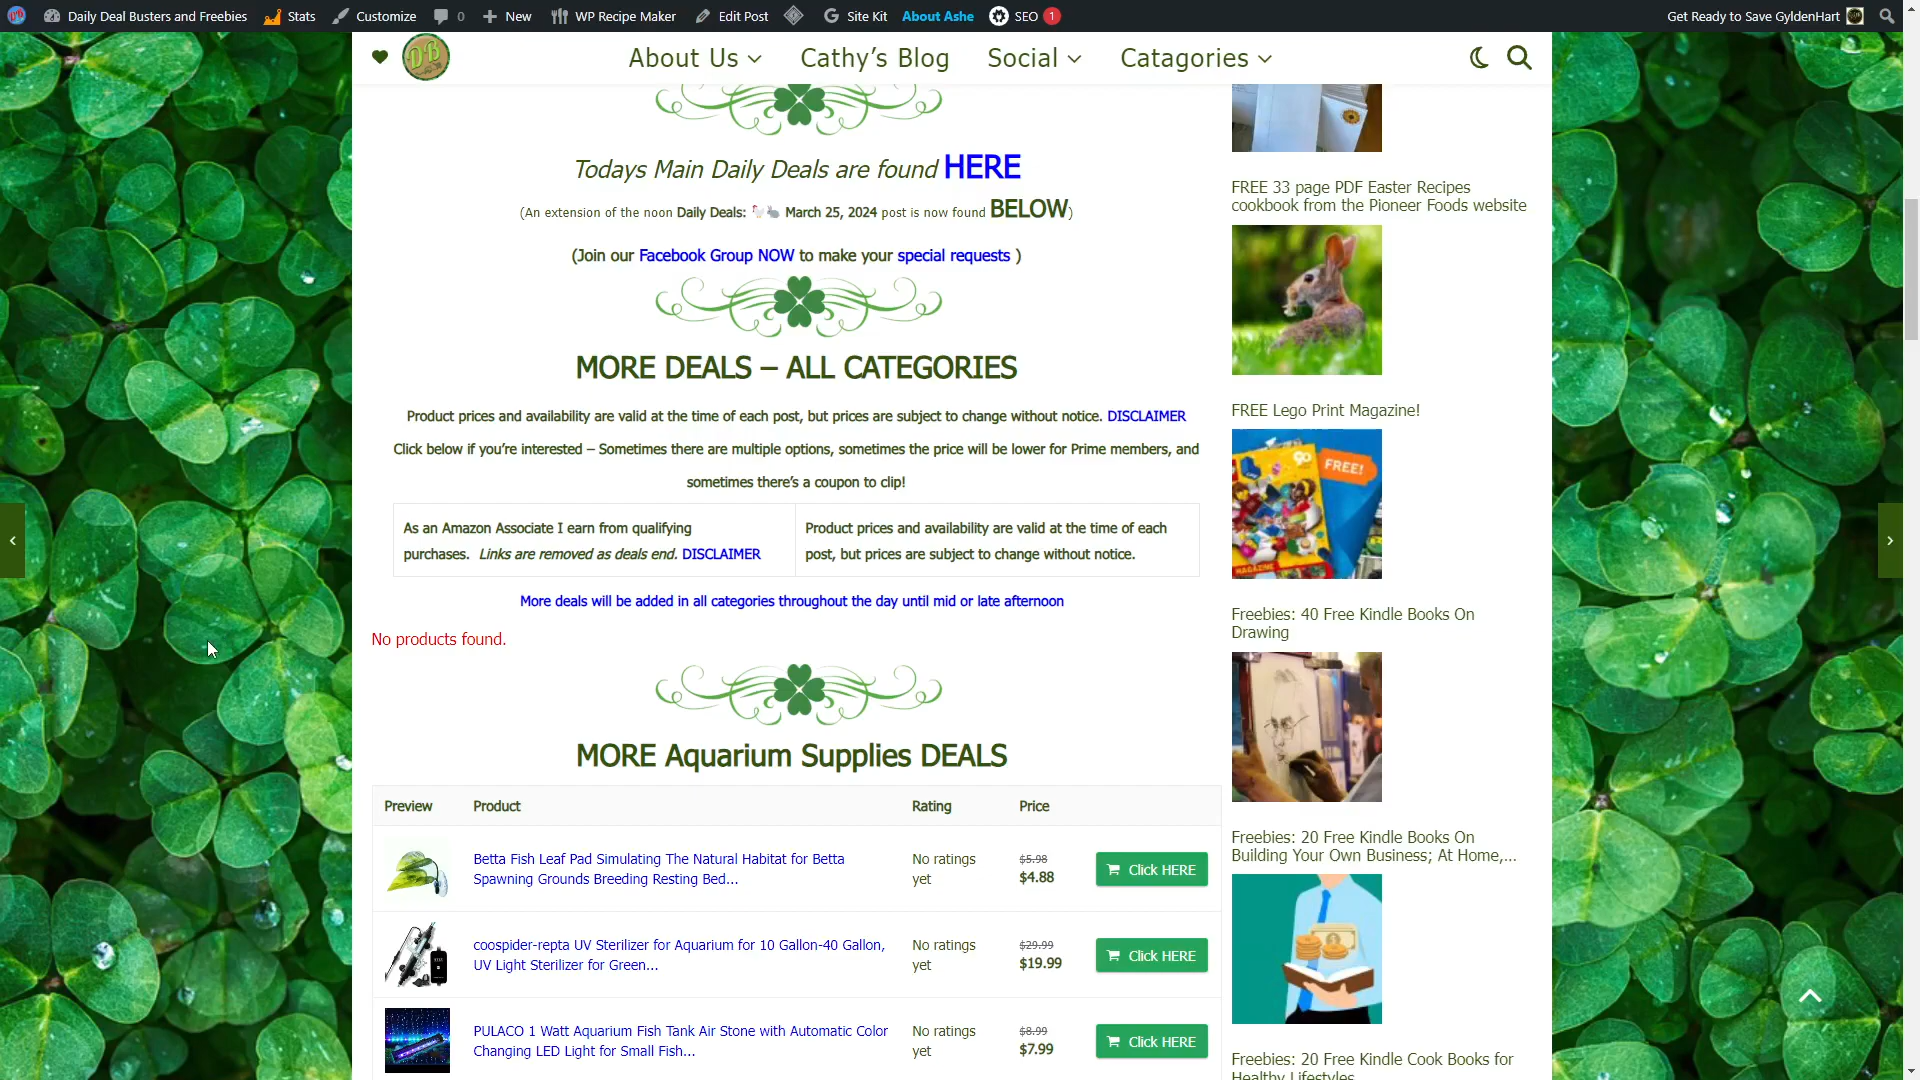 Daily Deal Busters and Freebies Stats Customize 0 New WP Recipe Maker Edit Post Site Kit About Ashe SEO 1 Get Ready to Save GyldenHart
DB About Us Cathy’s Blog Social Catagories
Todays Main Daily Deals are found HERE
(An extension of the noon Daily Deals: 🐓🐇 March 25, 2024 post is now found BELOW)
(Join our Facebook Group NOW to make your special requests )
MORE DEALS – ALL CATEGORIES
Product prices and availability are valid at the time of each post, but prices are subject to change without notice. DISCLAIMER
Click below if you’re interested – Sometimes there are multiple options, sometimes the price will be lower for Prime members, and
sometimes there’s a coupon to clip!
As an Amazon Associate I earn from qualifying
purchases. Links are removed as deals end. DISCLAIMER
Product prices and availability are valid at the time of each
post, but prices are subject to change without notice.
More deals will be added in all categories throughout the day until mid or late afternoon
No products found.
MORE Aquarium Supplies DEALS
Preview Product Rating Price
Betta Fish Leaf Pad Simulating The Natural Habitat for Betta
Spawning Grounds Breeding Resting Bed...
No ratings
yet
$5.98
$4.88
Click HERE
coospider-repta UV Sterilizer for Aquarium for 10 Gallon-40 Gallon,
UV Light Sterilizer for Green...
No ratings
yet
$29.99
$19.99
Click HERE
PULACO 1 Watt Aquarium Fish Tank Air Stone with Automatic Color
Changing LED Light for Small Fish...
No ratings
yet
$8.99
$7.99
Click HERE
FREE 33 page PDF Easter Recipes
cookbook from the Pioneer Foods website
FREE Lego Print Magazine!
FREE!
MAGAZINE
Freebies: 40 Free Kindle Books On
Drawing
Freebies: 20 Free Kindle Books On
Building Your Own Business; At Home,...
Freebies: 20 Free Kindle Cook Books for
Healthy Lifestyles